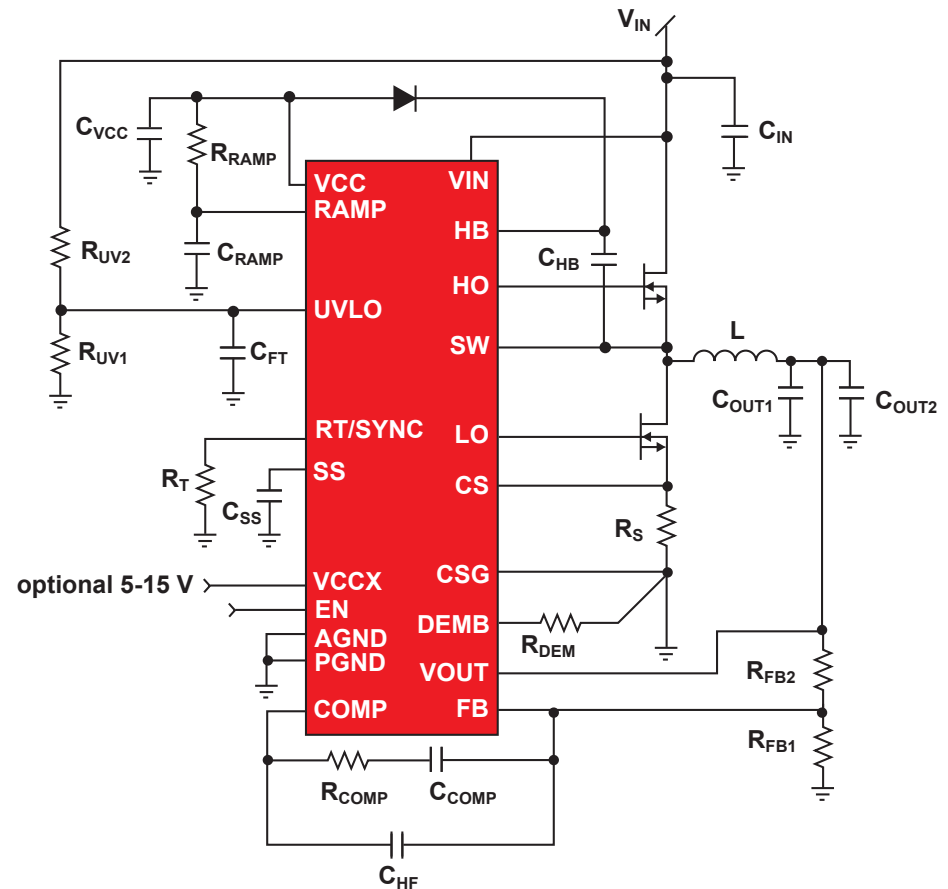 VIN
CVCC
RRAMP
CIN
VCC
VIN
RAMP
HB
RUV2
CRAMP
CHB
HO
UVLO
RUV1
CFT
SW
L
COUT1
COUT2
RT/SYNC
LO
RT
SS
CS
CSS
RS
optional 5-15 V
VCCX
CSG
EN
DEMB
RDEM
AGND
PGND
VOUT
RFB2
COMP
FB
RFB1
RCOMP
CCOMP
CHF